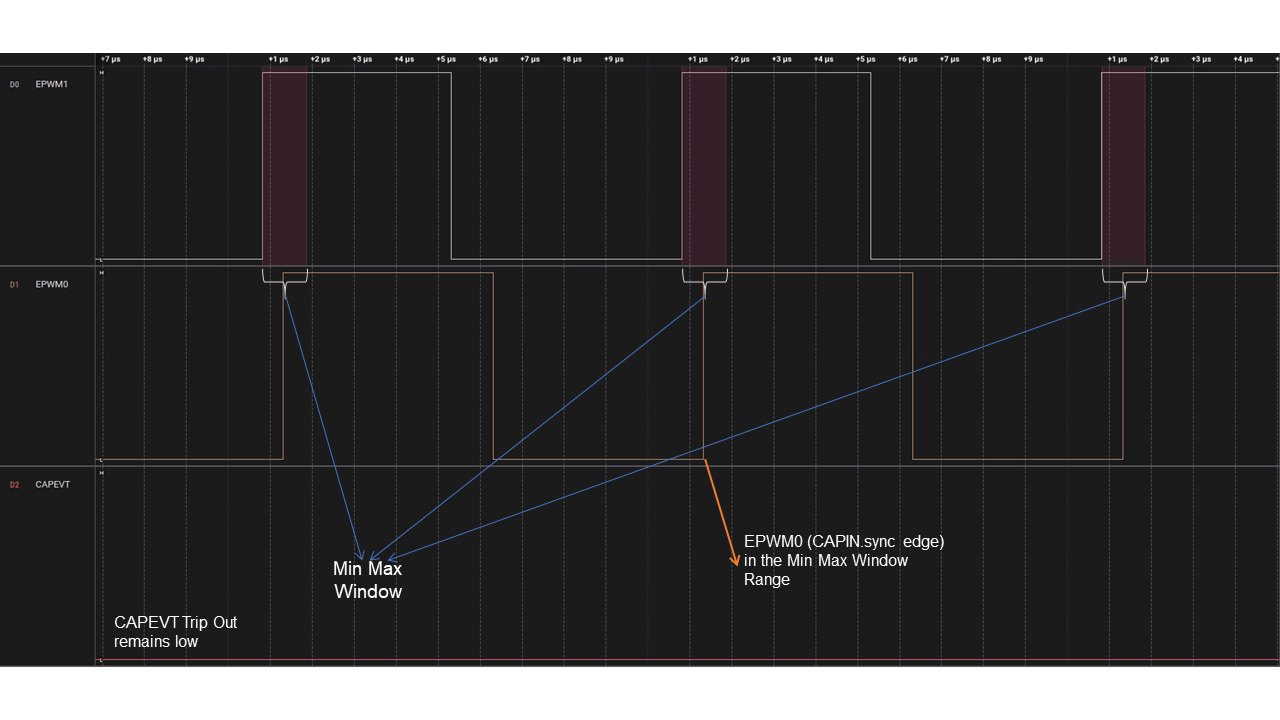 +7 µs +8 µs +9 µs +1 µs +2 µs +3 µs +4 µs +5 µs +6 µs +7 µs +8 µs +9 µs +1 µs +2 µs +3 µs +4 µs +5 µs +6 µs +7 µs +8 µs +9 µs +1 µs +2 µs +3 µs +4 µs
H
D0 EPWM1
L
H
D1 EPWM0
L
H
D2 CAPEVT
EPWM0 (CAPIN.sync edge)
in the Min Max Window
Range
Min Max
Window
CAPEVT Trip Out
remains low
L